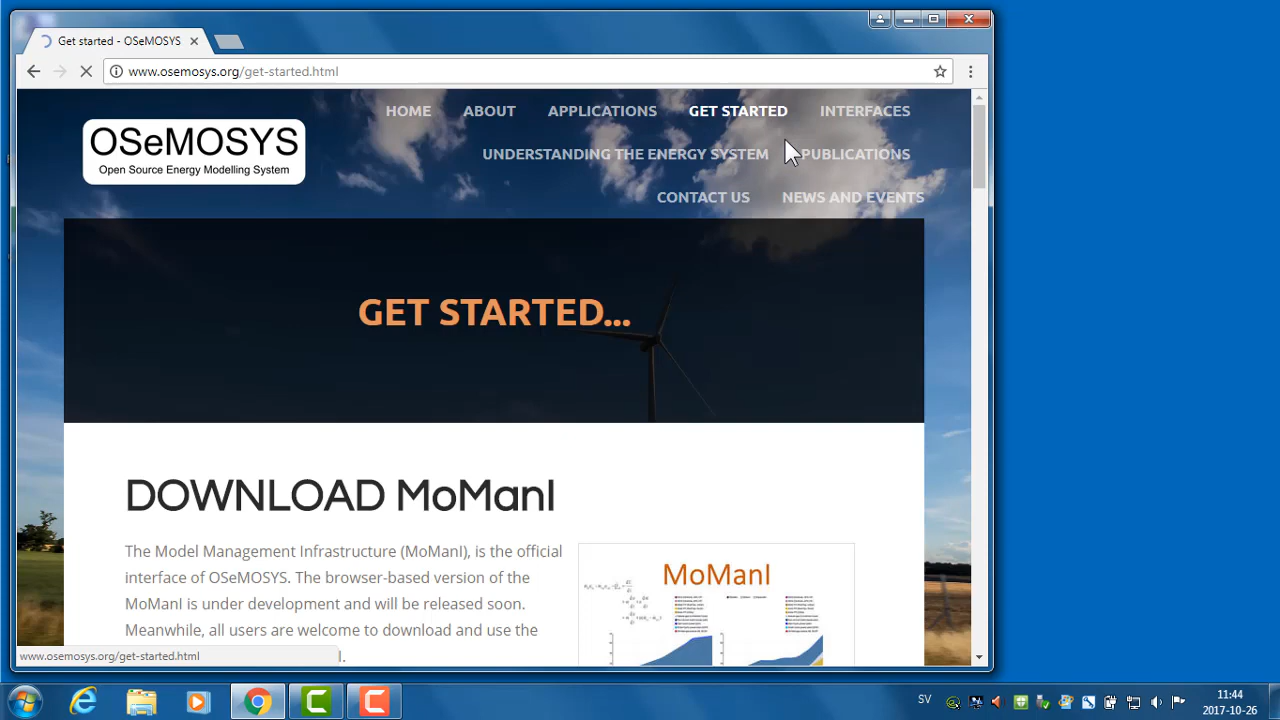 Get started - OSeMOSYS
www.osemosys.org/get-started.html
HOME ABOUT APPLICATIONS GET STARTED INTERFACES
OSeMOSYS
Open Source Energy Modelling System
UNDERSTANDING THE ENERGY SYSTEM PUBLICATIONS
CONTACT US NEWS AND EVENTS
GET STARTED...
DOWNLOAD MoManI
The Model Management Infrastructure (MoManI), is the official
interface of OSeMOSYS. The browser-based version of the
MoManI is under development and will be released soon.
Meanwhile, all users are welcome to download and use the
MoManI
www.osemosys.org/get-started.html
SV
11:44
2017-10-26